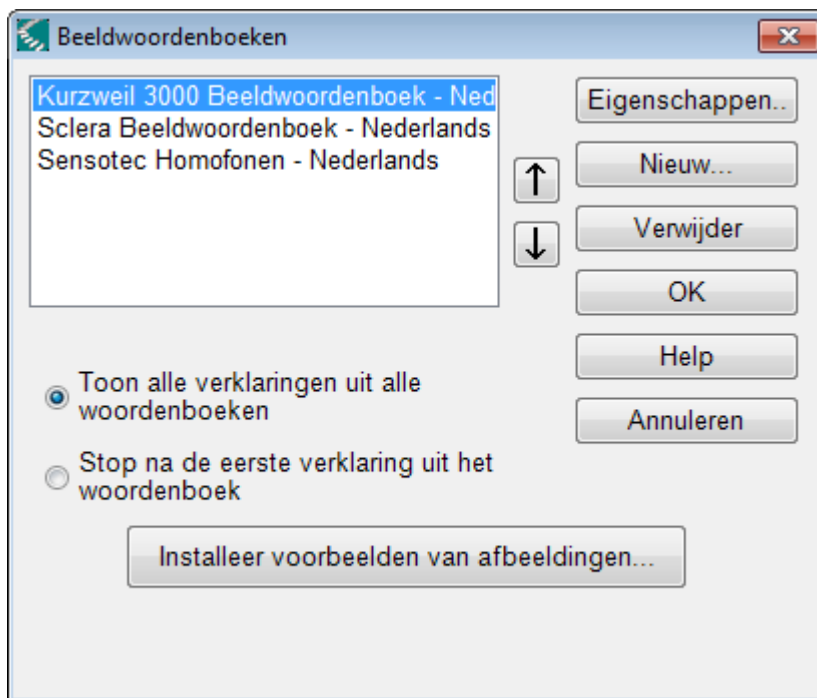 Beeldwoordenboeken
Kurzweil 3000 Beeldwoordenboek - Ned
Sclera Beeldwoordenboek - Nederlands
Sensotec Homofonen - Nederlands
↑
↓
Eigenschappen..
Nieuw...
Verwijder
OK
Help
Annuleren
Toon alle verklaringen uit alle
woordenboeken
Stop na de eerste verklaring uit het
woordenboek
Installeer voorbeelden van afbeeldingen...